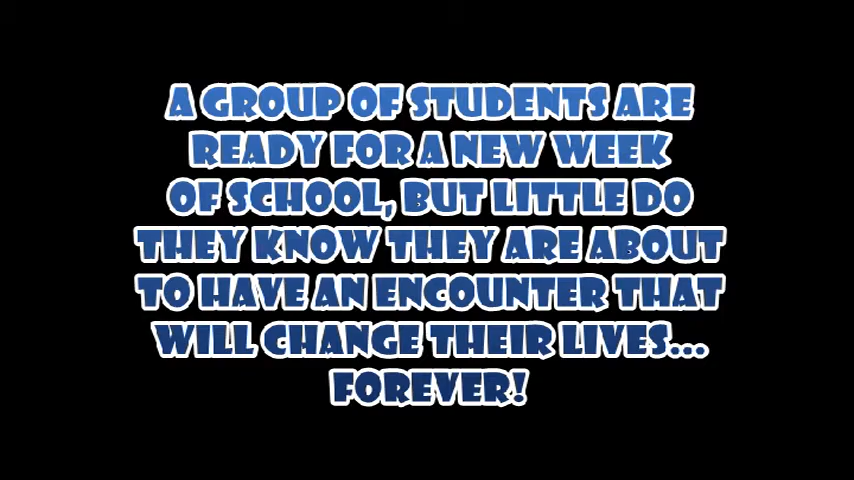 A GROUP OF STUDENTS ARE
READY FOR A NEW WEEK
OF SCHOOL, BUT LITTLE DO
THEY KNOW THEY ARE ABOUT
TO HAVE AN ENCOUNTER THAT
WILL CHANGE THEIR LIVES...
FOREVER!